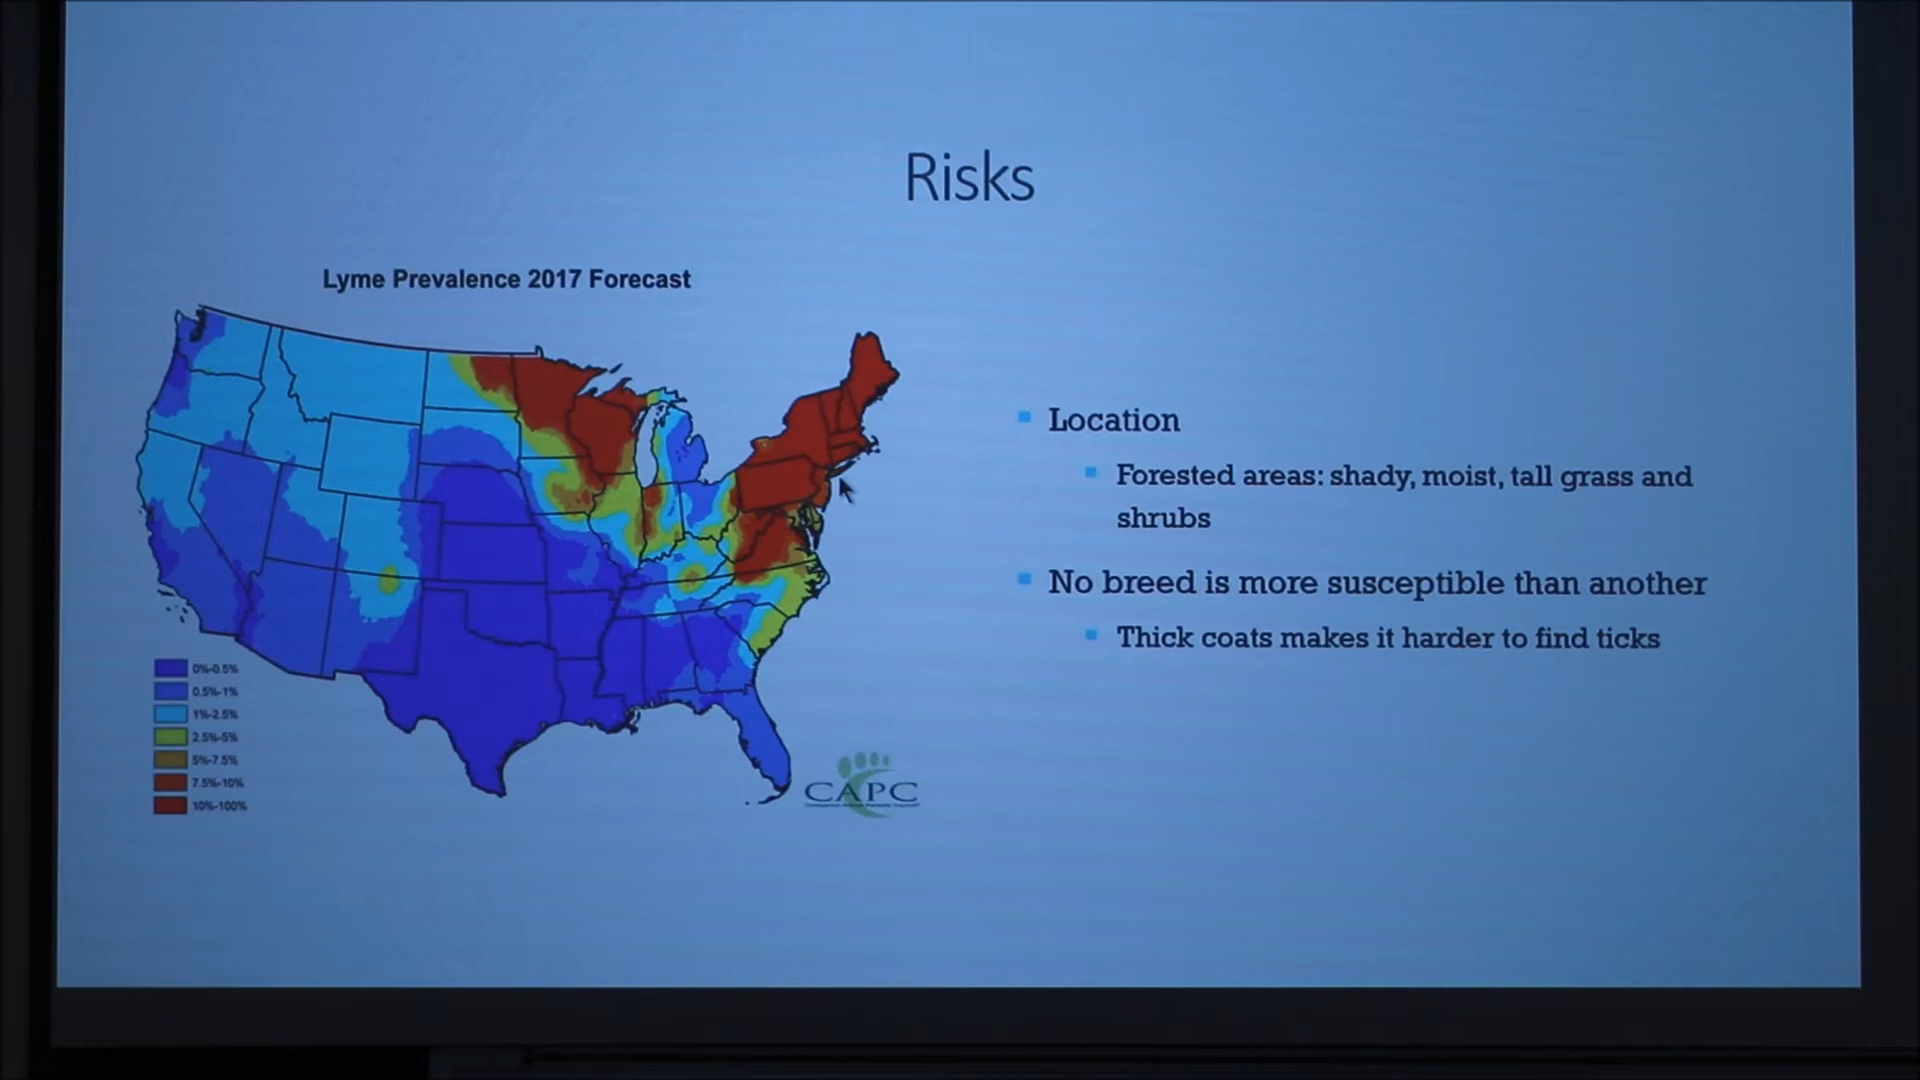 Risks
Lyme Prevalence 2017 Forecast
0%-0.5%
0.5%-1%
1%-2.5%
2.5%-5%
5%-7.5%
7.5%-10%
10%-100%
CAPC
Location
Forested areas: shady, moist, tall grass and
shrubs
No breed is more susceptible than another
Thick coats makes it harder to find ticks